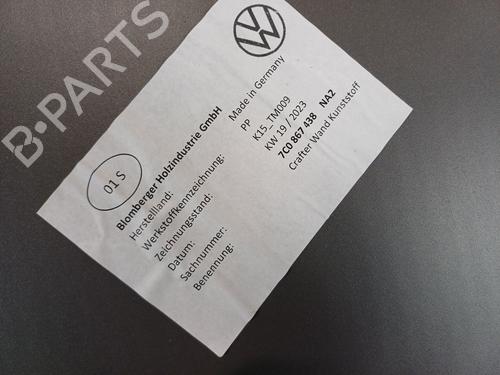 B-PARTS
01 S
Blomberger Holzindustrie GmbH
Herstellland: Made in Germany
Werkstoffkennzeichnung: PP
Zeichnungsstand: K15_TM009
Datum: KW 19 / 2023
Sachnummer: 7C0 867 438 NA2
Benennung: Crafter Wand Kunststoff